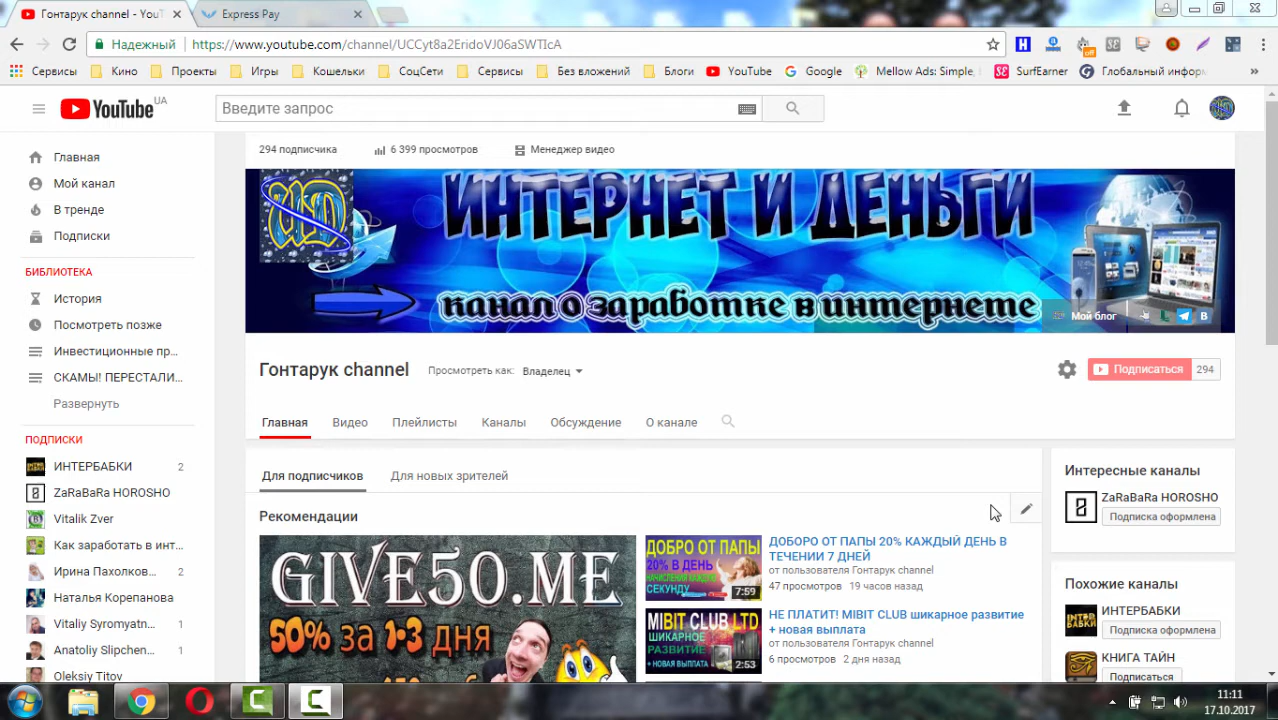 Гонтарук channel - YouT
Express Pay
Надежный
https://www.youtube.com/channel/UCCyt8a2EridoVJ06aSWTIcA
Сервисы
Кино
Проекты
Игры
Кошельки
СоцСети
Сервисы
Без вложений
Блоги
YouTube
Google
Mellow Ads: Simple,
SurfEarner
Глобальный информ
YouTube UA
Введите запрос
294 подписчика
6 399 просмотров
Менеджер видео
Главная
Мой канал
В тренде
Подписки
БИБЛИОТЕКА
История
Посмотреть позже
Инвестиционные пр...
СКАМЫ! ПЕРЕСТАЛИ...
Развернуть
ПОДПИСКИ
ИНТЕРБАБКИ 2
ZaRaBaRa HOROSHO
Vitalik Zver
Как заработать в инт...
Ирина Пахолков... 2
Наталья Корепанова
Vitaliy Syromyatn... 1
Anatoliy Slipchen... 1
Oleksiy Titov
ИНТЕРНЕТ И ДЕНЬГИ
канал о заработке в интернете
Мой блог
Гонтарук channel
Просмотреть как: Владелец
Подписаться 294
Главная
Видео
Плейлисты
Каналы
Обсуждение
О канале
Для подписчиков
Для новых зрителей
Рекомендации
GIVE50.ME
50% за 1-3 дня
ДОБРО ОТ ПАПЫ
20% В ДЕНЬ
НАЧИСЛЕНИЯ КАЖДУЮ
СЕКУНДУ
7:59
ДОБОРО ОТ ПАПЫ 20% КАЖДЫЙ ДЕНЬ В
ТЕЧЕНИИ 7 ДНЕЙ
от пользователя Гонтарук channel
47 просмотров 19 часов назад
MIBIT CLUB LTD
ШИКАРНОЕ
РАЗВИТИЕ
+ НОВАЯ ВЫПЛАТА
2:53
НЕ ПЛАТИТ! MIBIT CLUB шикарное развитие
+ новая выплата
от пользователя Гонтарук channel
6 просмотров 2 дня назад
Интересные каналы
ZaRaBaRa HOROSHO
Подписка оформлена
Похожие каналы
ИНТЕРБАБКИ
Подписка оформлена
КНИГА ТАЙН
Подписаться
11:11
17.10.2017